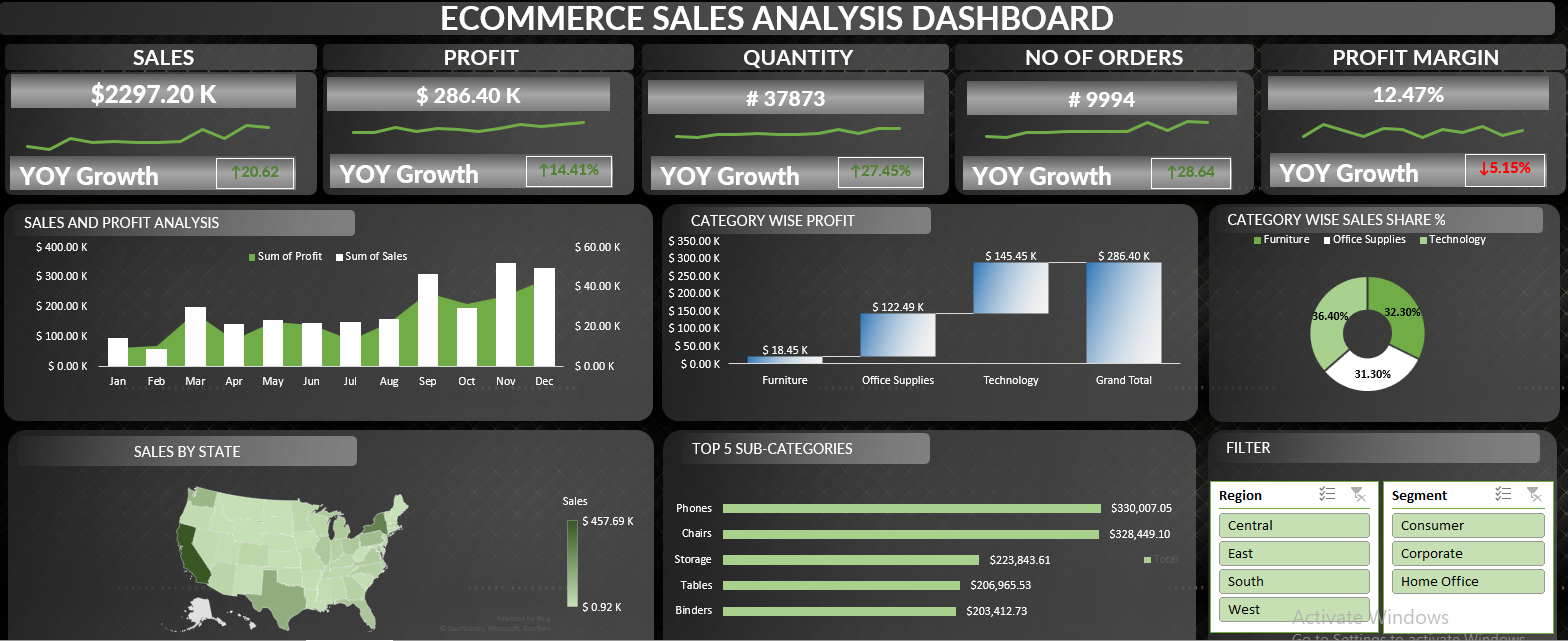 ECOMMERCE SALES ANALYSIS DASHBOARD
SALES
$2297.20 K
YOY Growth
↑20.62
PROFIT
$ 286.40 K
YOY Growth
↑14.41%
QUANTITY
# 37873
YOY Growth
↑27.45%
NO OF ORDERS
# 9994
YOY Growth
↑28.64
PROFIT MARGIN
12.47%
YOY Growth
↓5.15%
SALES AND PROFIT ANALYSIS
Sum of Profit Sum of Sales
$ 400.00 K
$ 300.00 K
$ 200.00 K
$ 100.00 K
$ 0.00 K
$ 60.00 K
$ 40.00 K
$ 20.00 K
$ 0.00 K
Jan Feb Mar Apr May Jun Jul Aug Sep Oct Nov Dec
CATEGORY WISE PROFIT
$ 350.00 K
$ 300.00 K
$ 250.00 K
$ 200.00 K
$ 150.00 K
$ 100.00 K
$ 50.00 K
$ 0.00 K
$ 18.45 K
$ 122.49 K
$ 145.45 K
$ 286.40 K
Furniture Office Supplies Technology Grand Total
CATEGORY WISE SALES SHARE %
Furniture Office Supplies Technology
36.40%
32.30%
31.30%
SALES BY STATE
Sales
$ 457.69 K
$ 0.92 K
Powered by Bing
© GeoNames, Microsoft, TomTom
TOP 5 SUB-CATEGORIES
Phones $330,007.05
Chairs $328,449.10
Storage $223,843.61
Tables $206,965.53
Binders $203,412.73
Total
FILTER
Region
Central
East
South
West
Segment
Consumer
Corporate
Home Office
Activate Windows
Go to Settings to activate Windows.